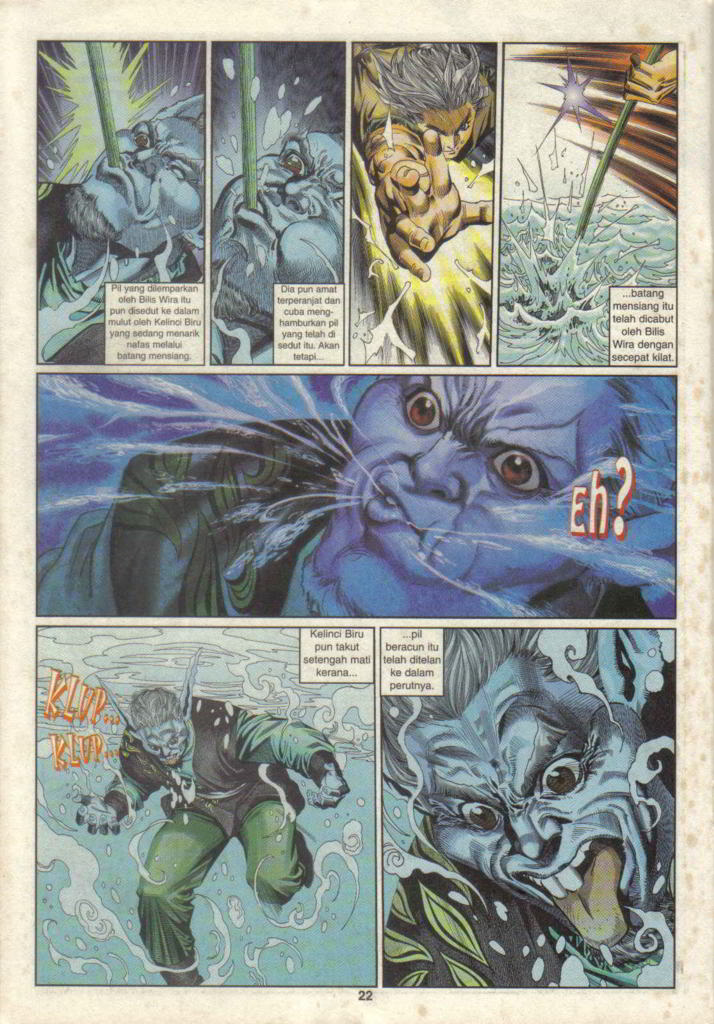 Pil yang dilemparkan
oleh Bilis Wira itu
pun disedut ke dalam
mulut oleh Kelinci Biru
yang sedang menarik
nafas melalui
batang mensiang.
Dia pun amat
terperanjat dan
cuba meng-
hamburkan pil
yang telah di
sedut itu. Akan
tetapi...
...batang
mensiang itu
telah dicabut
oleh Bilis
Wira dengan
secepat kilat.
Eh?
Kelinci Biru
pun takut
setengah mati
kerana...
KLUP...
KLUP...
...pil
beracun itu
telah ditelan
ke dalam
perutnya.
22